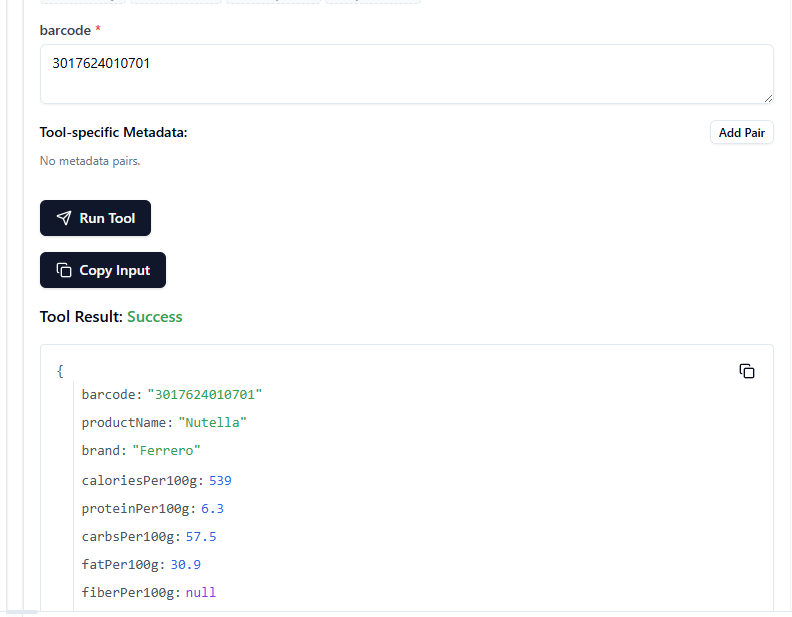 barcode *
3017624010701
Tool-specific Metadata:
Add Pair
No metadata pairs.
Run Tool
Copy Input
Tool Result: Success
{
barcode: "3017624010701"
productName: "Nutella"
brand: "Ferrero"
caloriesPer100g: 539
proteinPer100g: 6.3
carbsPer100g: 57.5
fatPer100g: 30.9
fiberPer100g: null